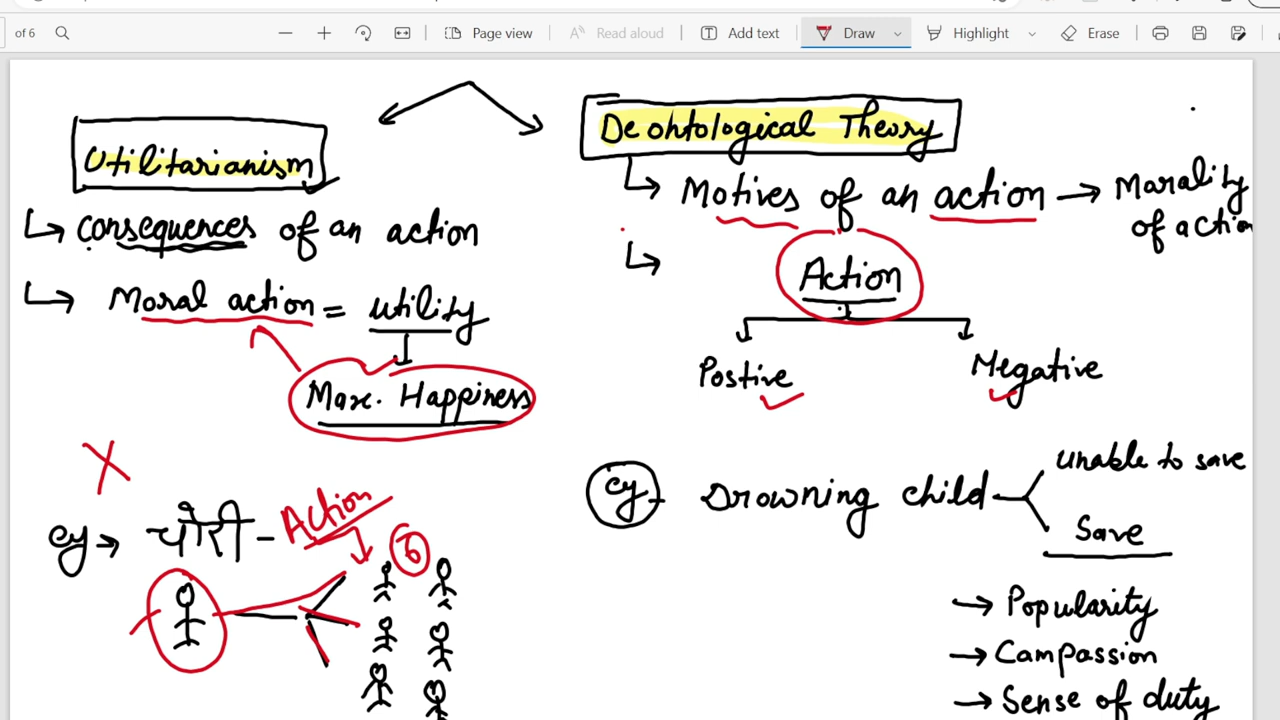 of 6
Page view
Read aloud
Add text
Draw
Highlight
Erase
Utilitarianism
↳ consequences of an action
↳ Moral action = utility
↓
Max. Happiness
X
eg → चोरी - Action
6
Deohtological Theory
↳ Motives of an action → Marality of action
↳ Action
Postive
Negative
eg - Drowning child
unable to save
Save
→ Popularity
→ Campassion
→ Sense of duty